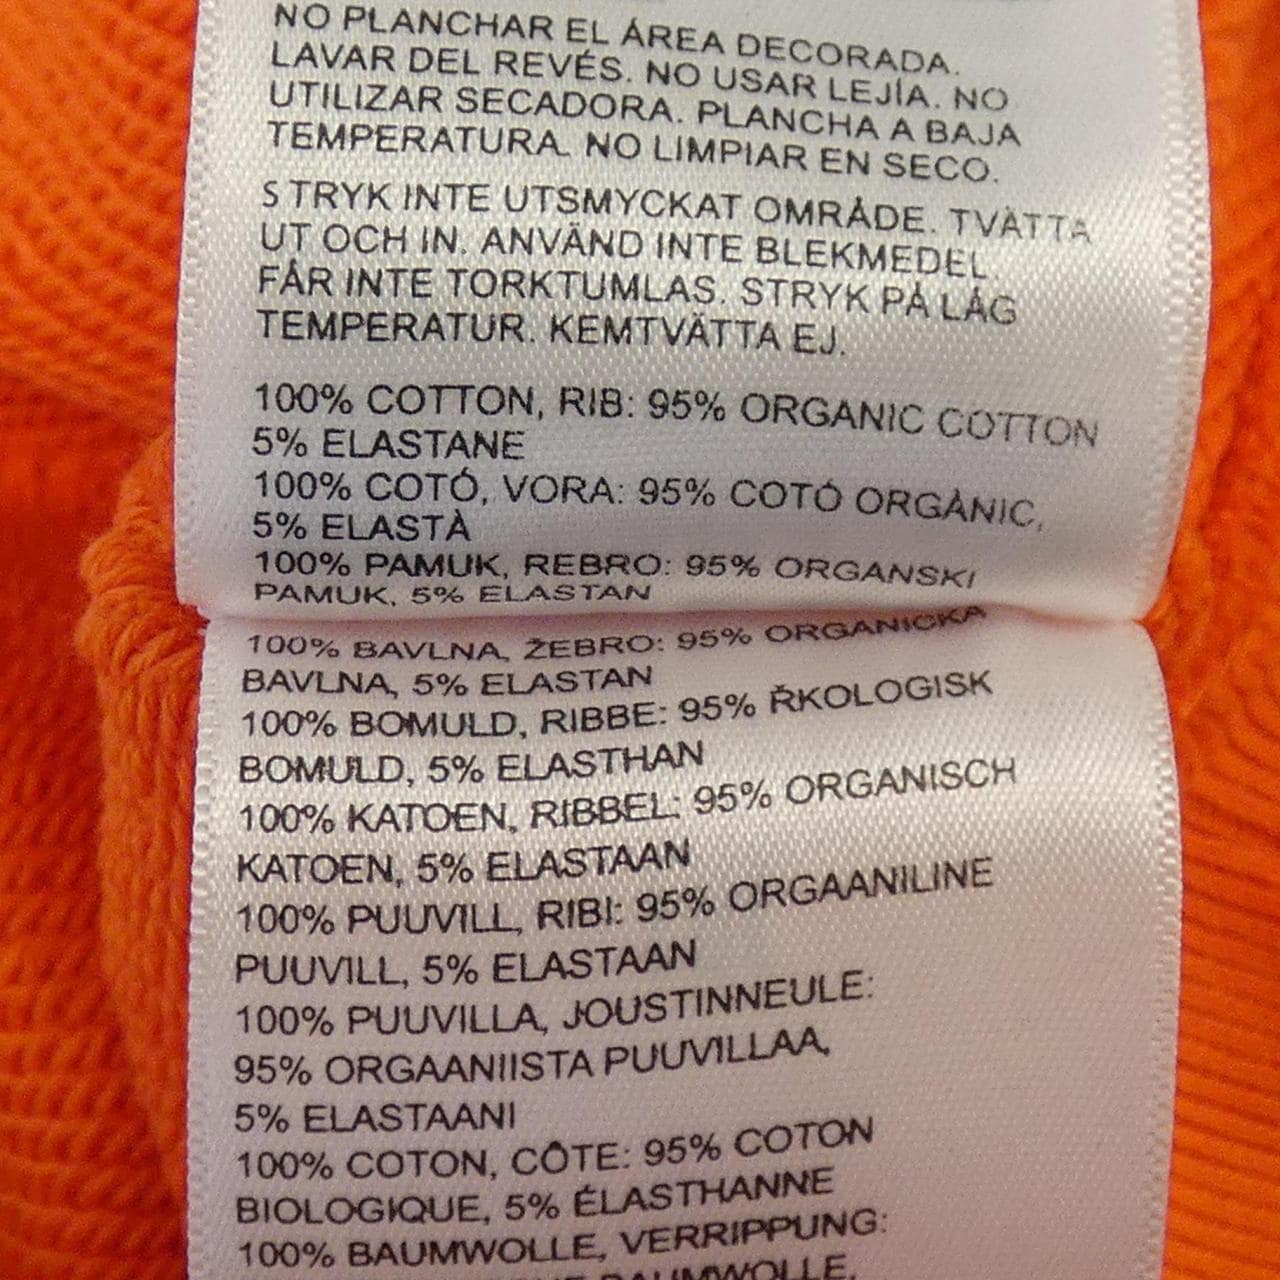 NO PLANCHAR EL ÁREA DECORADA.
LAVAR DEL REVÉS. NO USAR LEJÍA. NO
UTILIZAR SECADORA. PLANCHA A BAJA
TEMPERATURA. NO LIMPIAR EN SECO.
STRYK INTE UTSMYCKAT OMRÅDE. TVÄTTA
UT OCH IN. ANVÄND INTE BLEKMEDEL
FÅR INTE TORKTUMLAS. STRYK PÅ LÅG
TEMPERATUR. KEMTVÄTTA EJ.
100% COTTON, RIB: 95% ORGANIC COTTON
5% ELASTANE
100% COTÓ, VORA: 95% COTÓ ORGÀNIC,
5% ELASTÀ
100% PAMUK, REBRO: 95% ORGANSKI
PAMUK, 5% ELASTAN
100% BAVLNA, ŽEBRO: 95% ORGANICKÁ
BAVLNA, 5% ELASTAN
100% BOMULD, RIBBE: 95% ŘKOLOGISK
BOMULD, 5% ELASTHAN
100% KATOEN, RIBBEL: 95% ORGANISCH
KATOEN, 5% ELASTAAN
100% PUUVILL, RIBI: 95% ORGAANILINE
PUUVILL, 5% ELASTAAN
100% PUUVILLA, JOUSTINNEULE:
95% ORGAANIISTA PUUVILLAA,
5% ELASTAANI
100% COTON, CÔTE: 95% COTON
BIOLOGIQUE, 5% ÉLASTHANNE
100% BAUMWOLLE, VERRIPPUNG:
BAUMWOLLE,